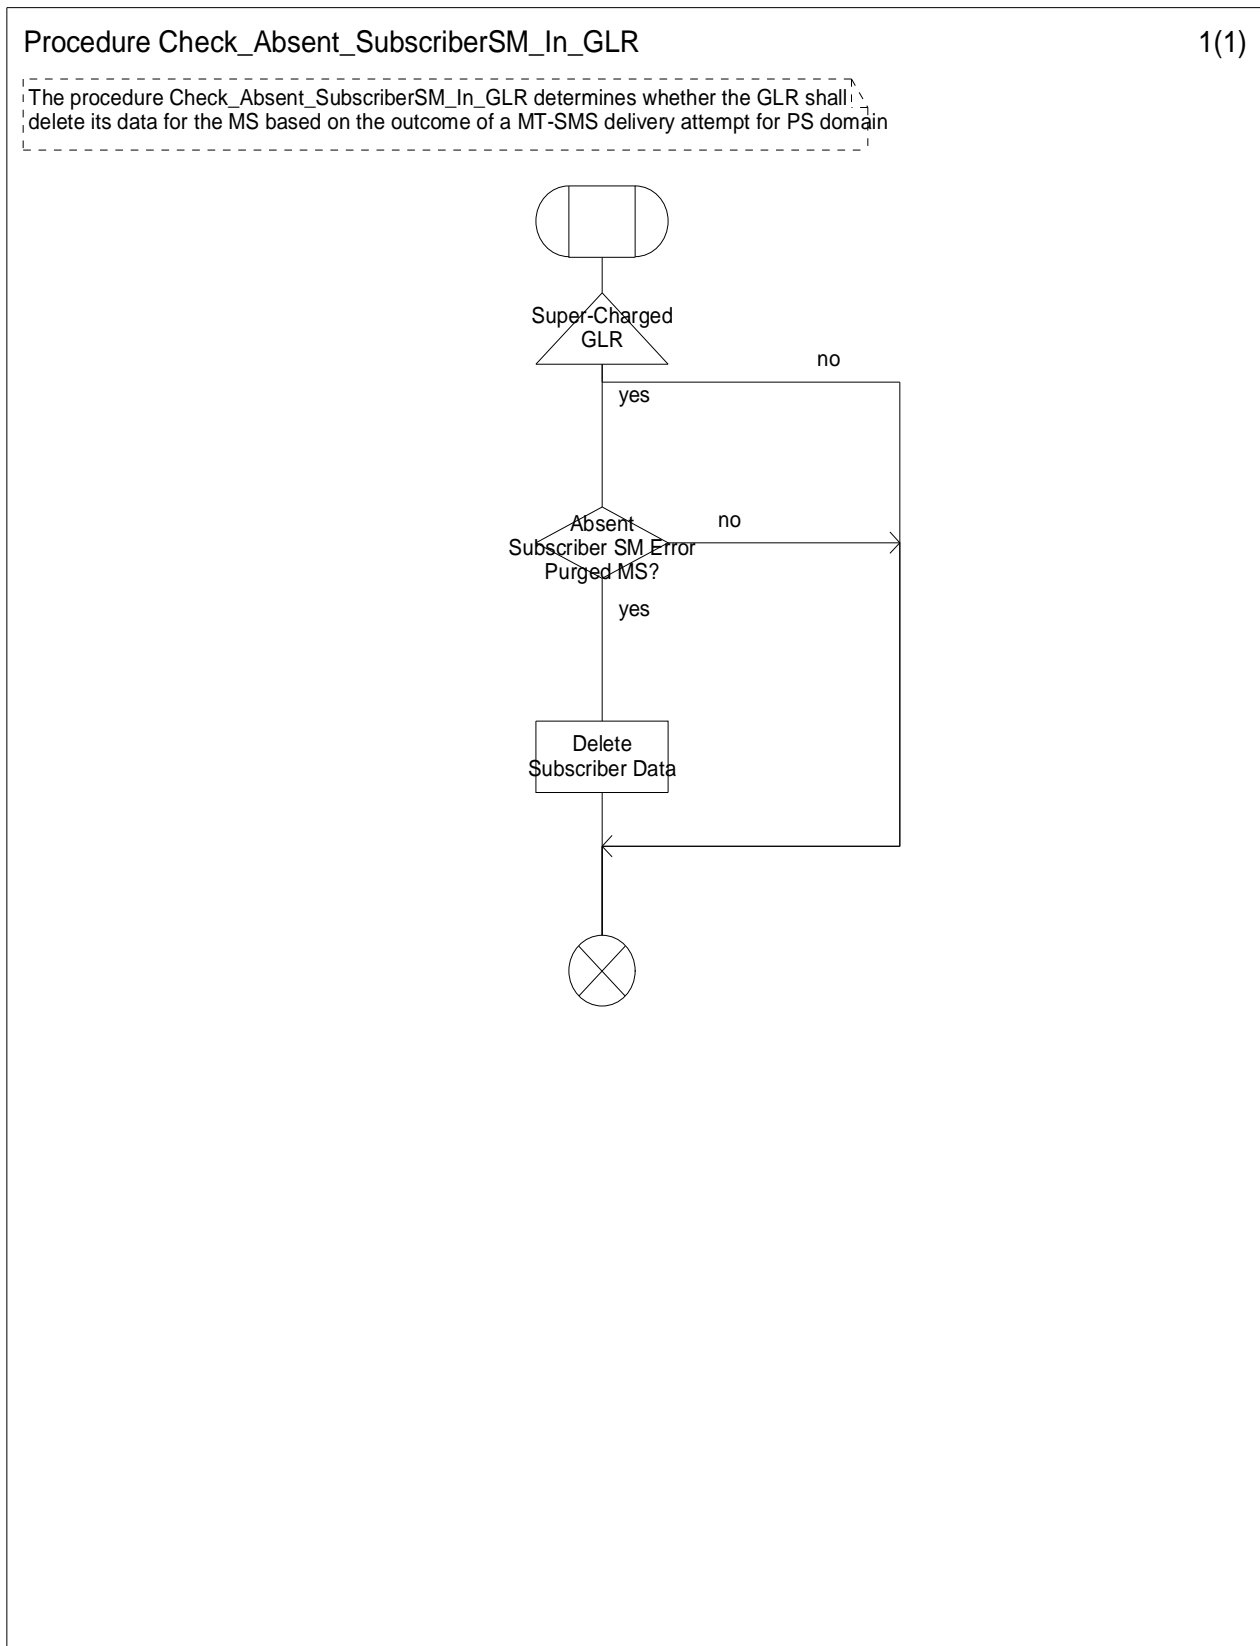 Procedure Check_Absent_SubscriberSM_In_GLR
1(1)
The procedure Check_Absent_SubscriberSM_In_GLR determines whether the GLR shall
delete its data for the MS based on the outcome of a MT-SMS delivery attempt for PS domain
Super-Charged
GLR
no
yes
Absent
Subscriber SM Error
Purged MS?
no
yes
Delete
Subscriber Data